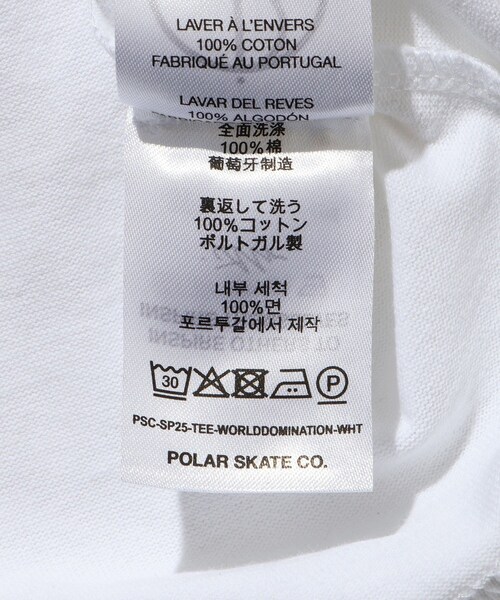 LAVER À L'ENVERS
100% COTON
FABRIQUÉ AU PORTUGAL
LAVAR DEL REVES
100% ALGODÓN
全面洗涤
100%棉
葡萄牙制造
裏返して洗う
100%コットン
ポルトガル製
내부 세척
100%면
포르투갈에서 제작
30
P
PSC-SP25-TEE-WORLDDOMINATION-WHT
POLAR SKATE CO.